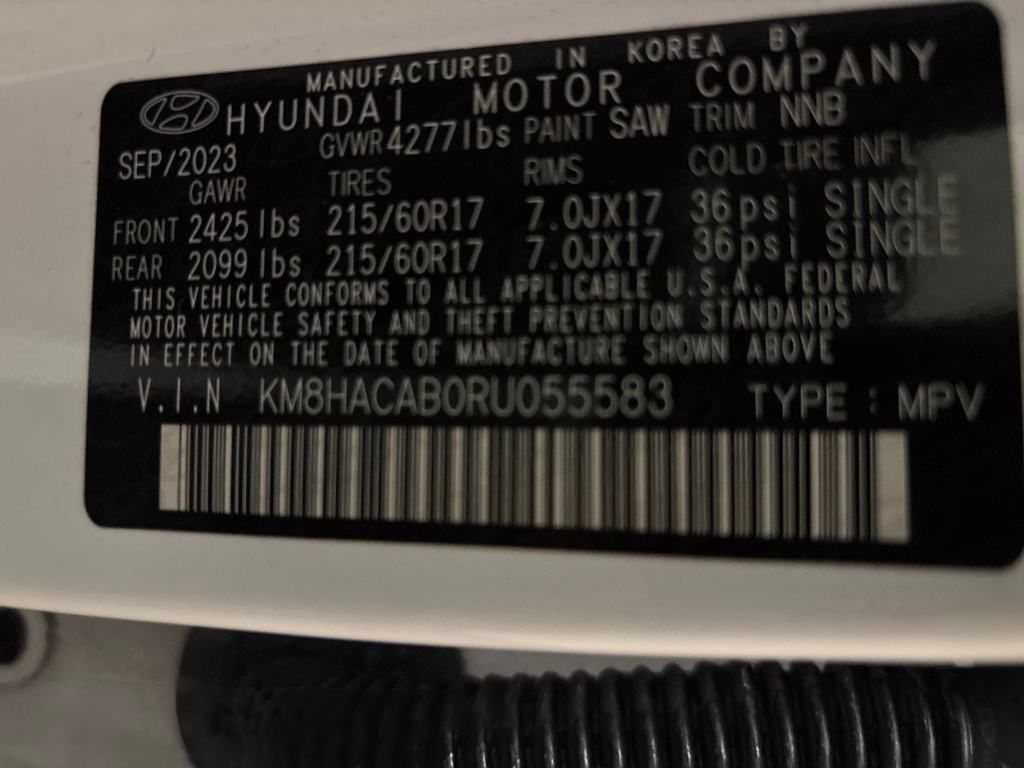 MANUFACTURED IN KOREA BY
HYUNDAI MOTOR COMPANY
SEP/2023 GVWR 4277lbs PAINT SAW TRIM NNB
GAWR TIRES RIMS COLD TIRE INFL
FRONT 2425 lbs 215/60R17 7.0JX17 36psi SINGLE
REAR 2099 lbs 215/60R17 7.0JX17 36psi SINGLE
THIS VEHICLE CONFORMS TO ALL APPLICABLE U.S.A. FEDERAL
MOTOR VEHICLE SAFETY AND THEFT PREVENTION STANDARDS
IN EFFECT ON THE DATE OF MANUFACTURE SHOWN ABOVE
V.I.N KM8HACAB0RU055583 TYPE : MPV